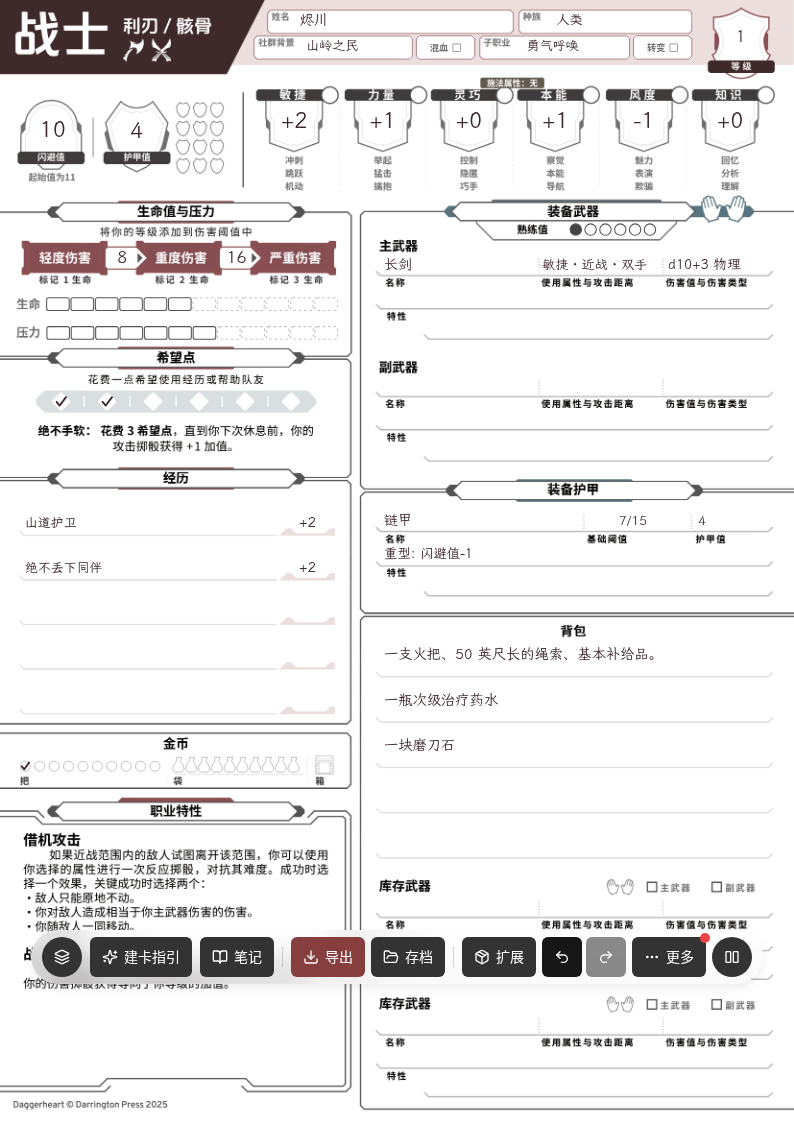 战士 利刃 / 骸骨
姓名 烬川
种族 人类
社群背景 山岭之民
混血
子职业 勇气呼唤
转变
1
等级
施法属性：无
10
闪避值
起始值为11
4
护甲值
敏捷 力量 灵巧 本能 风度 知识
+2 +1 +0 +1 -1 +0
冲刺 举起 控制 察觉 魅力 回忆
跳跃 猛击 隐匿 本能 表演 分析
机动 擒抱 巧手 导航 欺骗 理解
生命值与压力
将你的等级添加到伤害阈值中
轻度伤害 8 重度伤害 16 严重伤害
标记 1 生命 标记 2 生命 标记 3 生命
生命
压力
希望点
花费一点希望使用经历或帮助队友
绝不手软： 花费 3 希望点，直到你下次休息前，你的
攻击掷骰获得 +1 加值。
经历
山道护卫 +2
绝不丢下同伴 +2
金币
把 袋 箱
职业特性
借机攻击
如果近战范围内的敌人试图离开该范围，你可以使用
你选择的属性进行一次反应掷骰，对抗其难度。成功时选
择一个效果，关键成功时选择两个：
• 敌人只能原地不动。
• 你对敌人造成相当于你主武器伤害的伤害。
• 你随敌人一同移动。
你的伤害掷骰获得等同于你等级的加值。
Daggerheart © Darrington Press 2025
装备武器
熟练值
主武器
长剑 敏捷・近战・双手 d10+3 物理
名称 使用属性与攻击距离 伤害值与伤害类型
特性
副武器
名称 使用属性与攻击距离 伤害值与伤害类型
特性
装备护甲
链甲 7/15 4
名称 基础阈值 护甲值
重型: 闪避值-1
特性
背包
一支火把、50 英尺长的绳索、基本补给品。
一瓶次级治疗药水
一块磨刀石
库存武器 主武器 副武器
名称 使用属性与攻击距离 伤害值与伤害类型
库存武器 主武器 副武器
名称 使用属性与攻击距离 伤害值与伤害类型
特性
建卡指引 笔记 导出 存档 扩展 更多